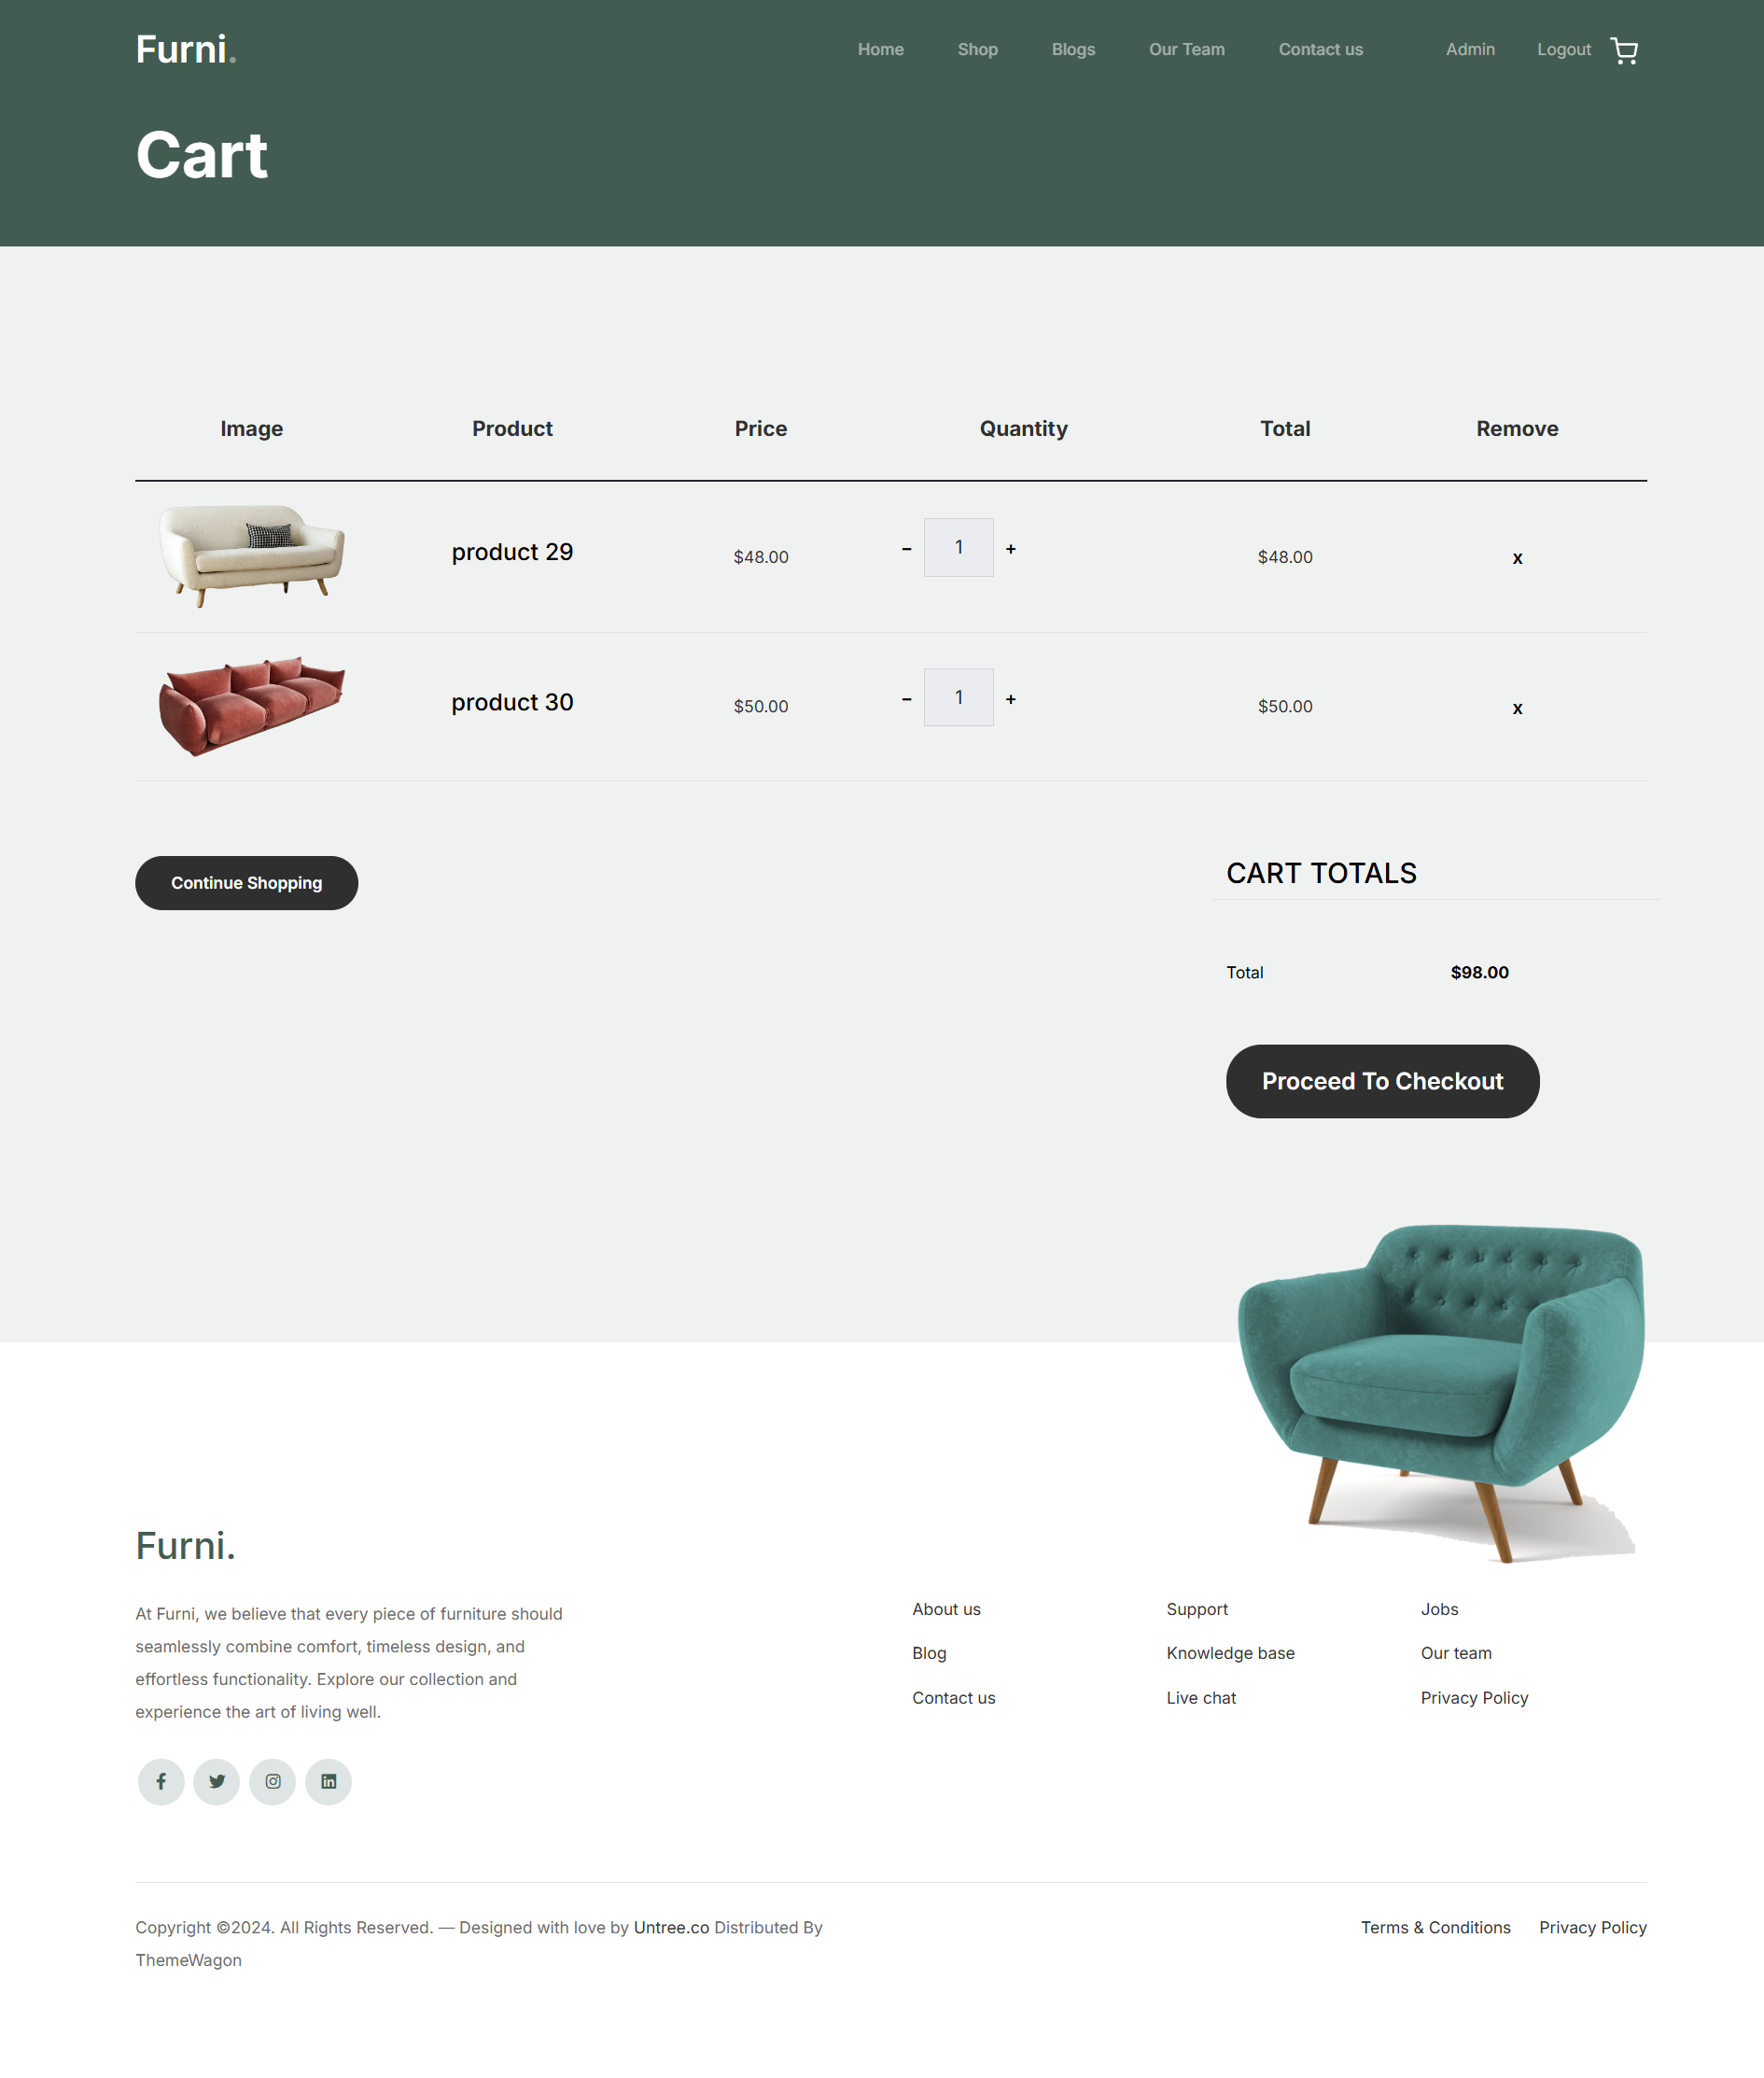 Furni.
Home Shop Blogs Our Team Contact us Admin Logout
Cart
Image Product Price Quantity Total Remove
product 29 $48.00 – 1 + $48.00 x
product 30 $50.00 – 1 + $50.00 x
Continue Shopping
CART TOTALS
Total $98.00
Proceed To Checkout
Furni.
At Furni, we believe that every piece of furniture should
seamlessly combine comfort, timeless design, and
effortless functionality. Explore our collection and
experience the art of living well.
About us
Blog
Contact us
Support
Knowledge base
Live chat
Jobs
Our team
Privacy Policy
Copyright ©2024. All Rights Reserved. — Designed with love by Untree.co Distributed By
ThemeWagon
Terms & Conditions Privacy Policy